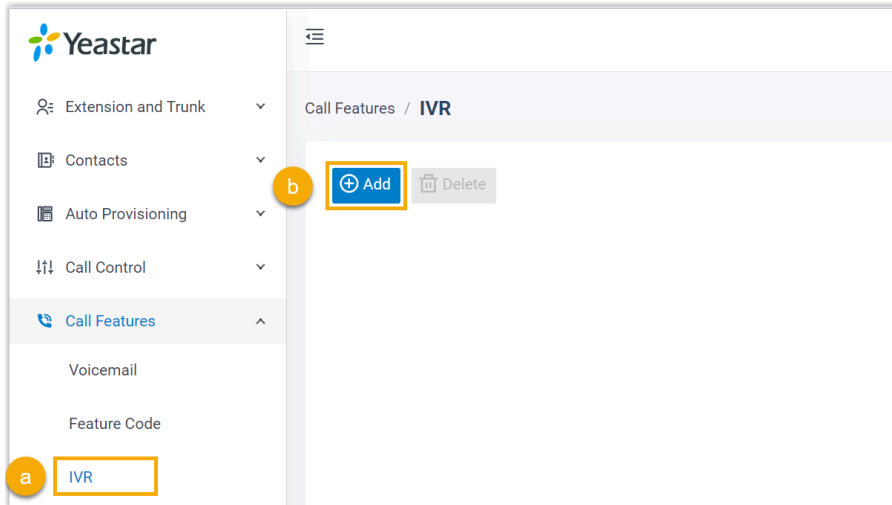 Yeastar
Extension and Trunk
Contacts
Auto Provisioning
Call Control
Call Features
Voicemail
Feature Code
a
IVR
Call Features / IVR
b
Add
Delete